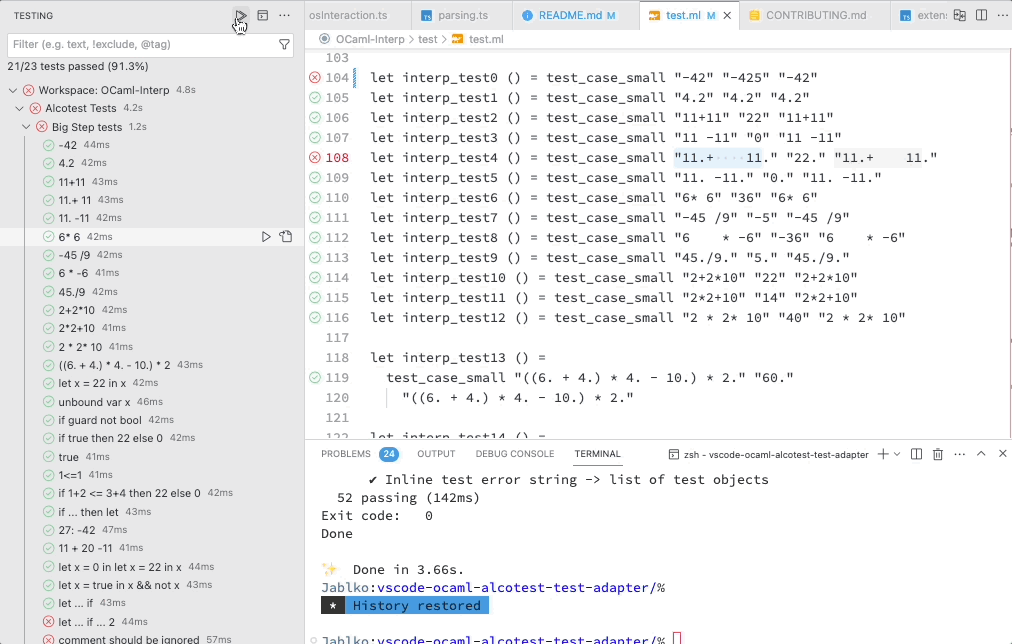 TESTING
Filter (e.g. text, !exclude, @tag)
21/23 tests passed (91.3%)
Workspace: OCaml-Interp 4.8s
Alcotest Tests 4.2s
Big Step tests 1.2s
-42 44ms
4.2 42ms
11+11 43ms
11.+ 11 43ms
11. -11 42ms
6* 6 42ms
-45 /9 42ms
6 * -6 41ms
45./9 42ms
2+2*10 42ms
2*2+10 41ms
2 * 2* 10 41ms
((6. + 4.) * 4. - 10.) * 2 43ms
let x = 22 in x 42ms
unbound var x 46ms
if guard not bool 42ms
if true then 22 else 0 42ms
true 41ms
1<=1 41ms
if 1+2 <= 3+4 then 22 else 0 42ms
if ... then let 43ms
27: -42 47ms
11 + 20 -11 41ms
let x = 0 in let x = 22 in x 44ms
let x = true in x && not x 43ms
let ... if 43ms
let ... if ... 2 44ms
comment should be ignored 57ms
osInteraction.ts
TS parsing.ts
README.md M
test.ml M
CONTRIBUTING.md
TS exten
OCaml-Interp > test > test.ml
103
104 let interp_test0 () = test_case_small "-42" "-425" "-42"
105 let interp_test1 () = test_case_small "4.2" "4.2" "4.2"
106 let interp_test2 () = test_case_small "11+11" "22" "11+11"
107 let interp_test3 () = test_case_small "11 -11" "0" "11 -11"
108 let interp_test4 () = test_case_small "11.+····11." "22." "11.+    11."
109 let interp_test5 () = test_case_small "11. -11." "0." "11. -11."
110 let interp_test6 () = test_case_small "6* 6" "36" "6* 6"
111 let interp_test7 () = test_case_small "-45 /9" "-5" "-45 /9"
112 let interp_test8 () = test_case_small "6    * -6" "-36" "6    * -6"
113 let interp_test9 () = test_case_small "45./9." "5." "45./9."
114 let interp_test10 () = test_case_small "2+2*10" "22" "2+2*10"
115 let interp_test11 () = test_case_small "2*2+10" "14" "2*2+10"
116 let interp_test12 () = test_case_small "2 * 2* 10" "40" "2 * 2* 10"
117
118 let interp_test13 () =
119 test_case_small "((6. + 4.) * 4. - 10.) * 2." "60."
120 "((6. + 4.) * 4. - 10.) * 2."
121
122 let interp_test14 () =
PROBLEMS 24 OUTPUT DEBUG CONSOLE TERMINAL zsh - vscode-ocaml-alcotest-test-adapter
✔ Inline test error string -> list of test objects
52 passing (142ms)
Exit code:   0
Done
✨ Done in 3.66s.
Jablko:vscode-ocaml-alcotest-test-adapter/%
* History restored
Jablko:vscode-ocaml-alcotest-test-adapter/%